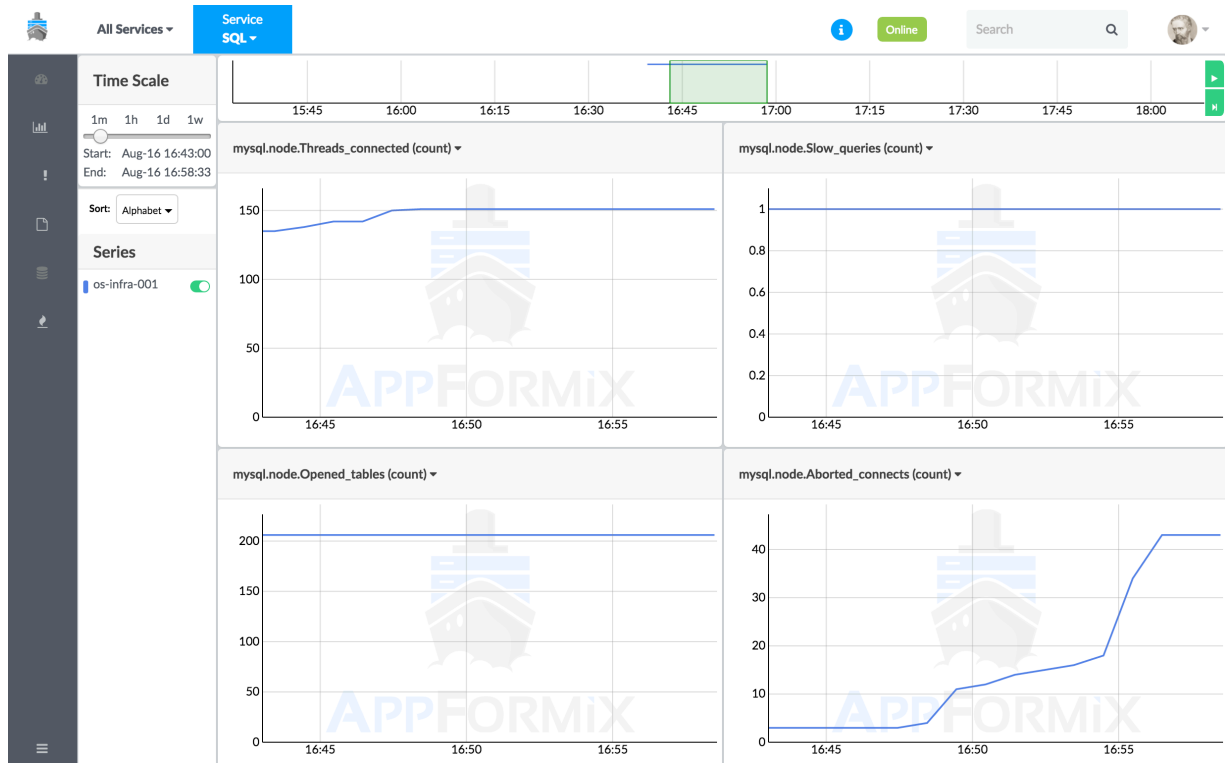 All Services
Service
SQL
i
Online
Search
Time Scale
1m 1h 1d 1w
Start: Aug-16 16:43:00
End: Aug-16 16:58:33
Sort: Alphabet
Series
os-infra-001
15:45 16:00 16:15 16:30 16:45 17:00 17:15 17:30 17:45 18:00
mysql.node.Threads_connected (count)
150
100
50
0
16:45 16:50 16:55
APPFORMIX
mysql.node.Slow_queries (count)
1
0.8
0.6
0.4
0.2
0
16:45 16:50 16:55
APPFORMIX
mysql.node.Opened_tables (count)
200
150
100
50
0
16:45 16:50 16:55
APPFORMIX
mysql.node.Aborted_connects (count)
40
30
20
10
0
16:45 16:50 16:55
APPFORMIX